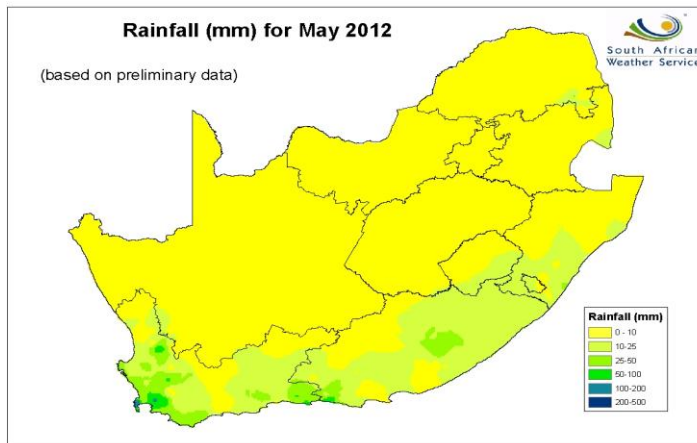 Rainfall (mm) for May 2012
(based on preliminary data)
South African
Weather Service
Rainfall (mm)
0 - 10
10-25
25-50
50-100
100-200
200-500